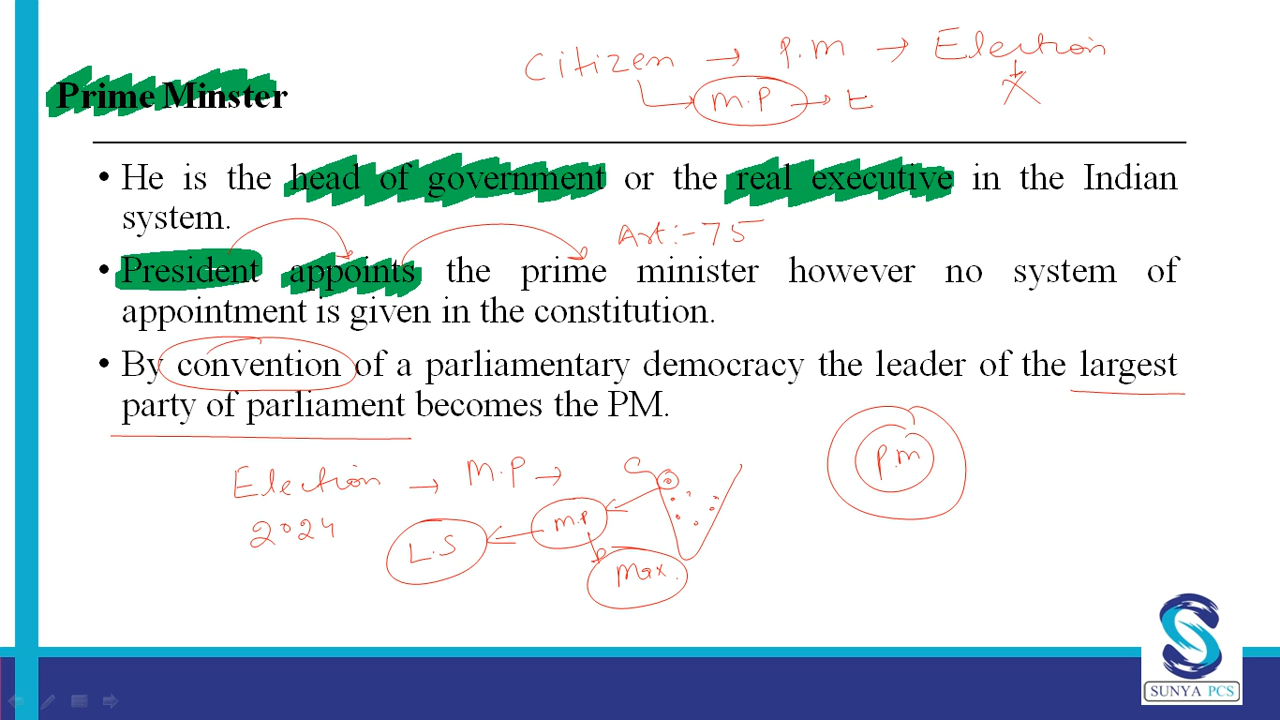 Citizen → P.M → Election
M.P → E
Prime Minster
• He is the head of government or the real executive in the Indian
system.
Art:-75
• President appoints the prime minister however no system of
appointment is given in the constitution.
• By convention of a parliamentary democracy the leader of the largest
party of parliament becomes the PM.
P.M
Election → M.P →
2024
L.S
M.P
Max.
SUNYA PCS